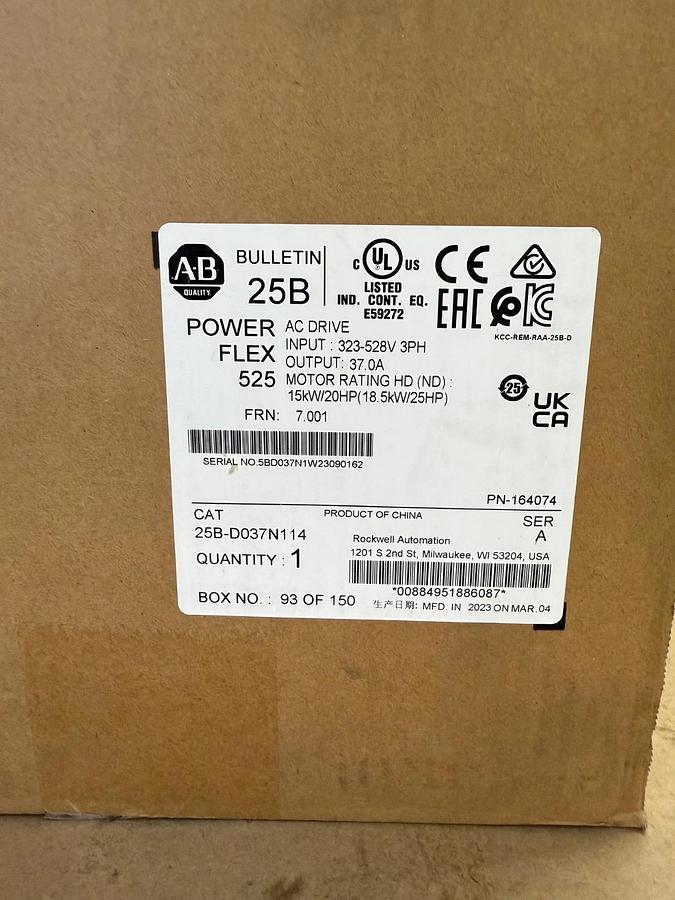 A-B
QUALITY
BULLETIN
25B
C UL US
LISTED
IND. CONT. EQ.
E59272
CE
EAC
KC
KCC-REM-RAA-25B-D
POWER
FLEX
525
AC DRIVE
INPUT : 323-528V 3PH
OUTPUT: 37.0A
MOTOR RATING HD (ND) :
15kW/20HP(18.5kW/25HP)
FRN: 7.001
25
UK
CA
SERIAL NO.5BD037N1W23090162
PN-164074
CAT
25B-D037N114
PRODUCT OF CHINA
SER
A
QUANTITY : 1
Rockwell Automation
1201 S 2nd St, Milwaukee, WI 53204, USA
*00884951886087*
BOX NO. : 93 OF 150
生产日期: MFD. IN 2023 ON MAR. 04